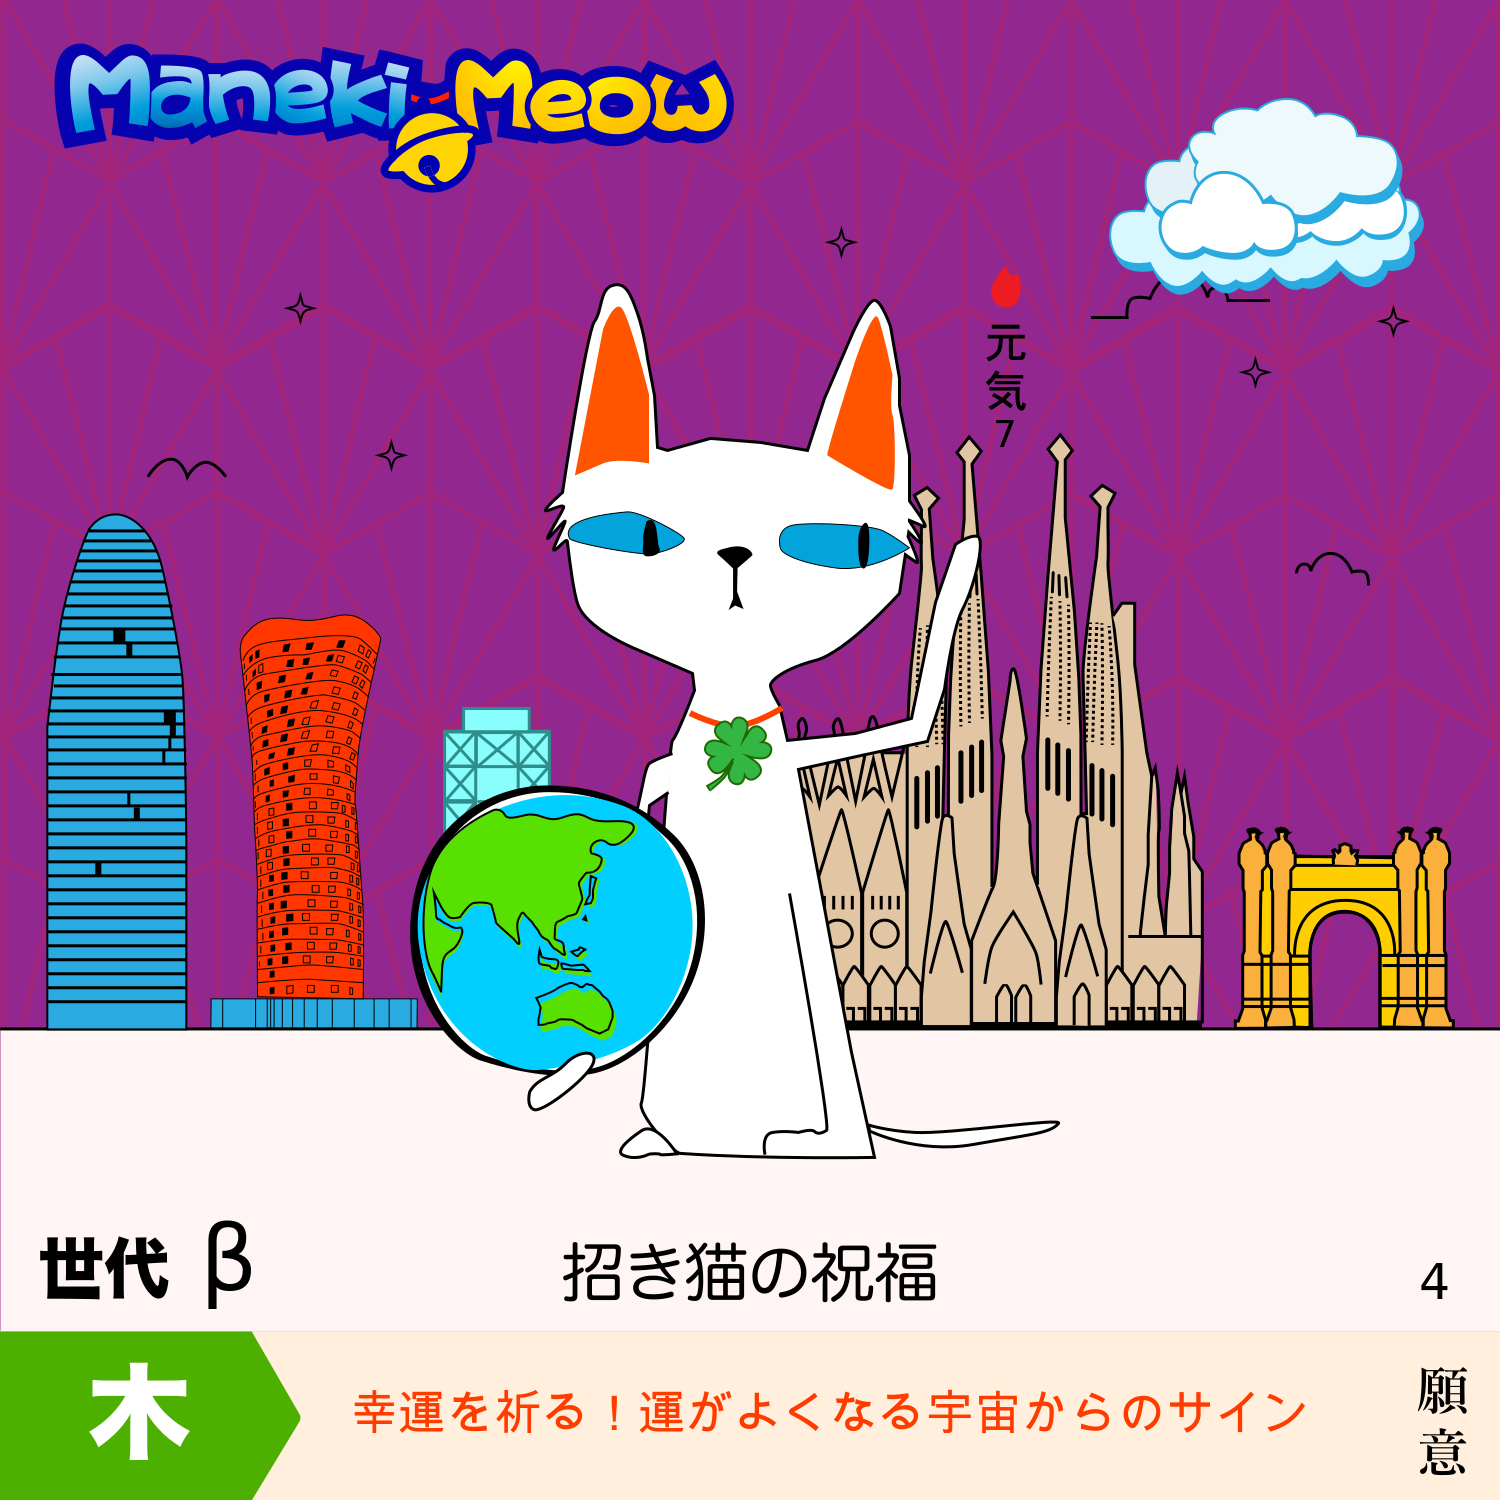 Maneki-Meow
元気7
世代 β
招き猫の祝福
4
木
幸運を祈る！運がよくなる宇宙からのサイン
願意